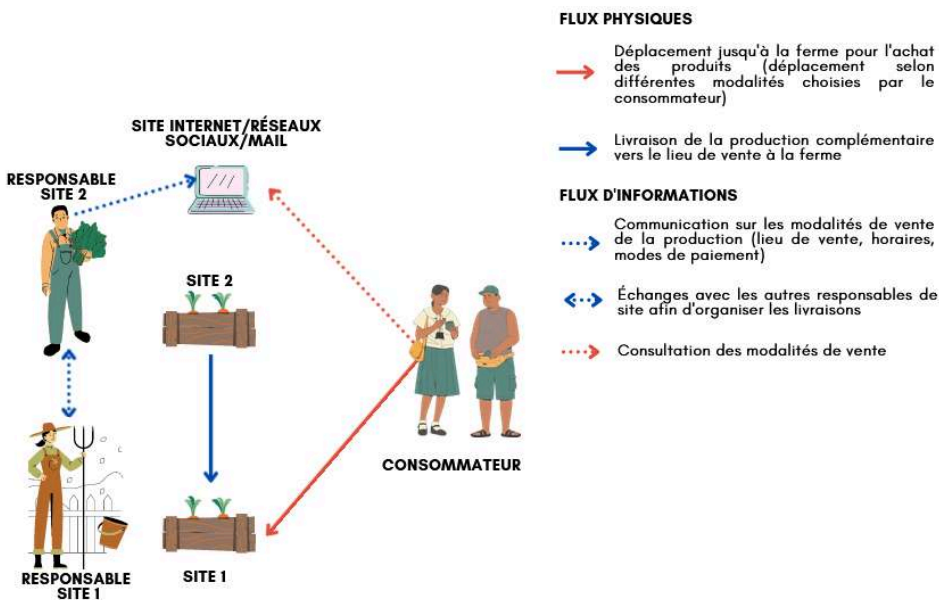 SITE INTERNET/RÉSEAUX
SOCIAUX/MAIL
RESPONSABLE
SITE 2
SITE 2
CONSOMMATEUR
RESPONSABLE
SITE 1
SITE 1
FLUX PHYSIQUES
Déplacement jusqu'à la ferme pour l'achat
des produits (déplacement selon
différentes modalités choisies par le
consommateur)
Livraison de la production complémentaire
vers le lieu de vente à la ferme
FLUX D'INFORMATIONS
Communication sur les modalités de vente
de la production (lieu de vente, horaires,
modes de paiement)
Échanges avec les autres responsables de
site afin d'organiser les livraisons
Consultation des modalités de vente